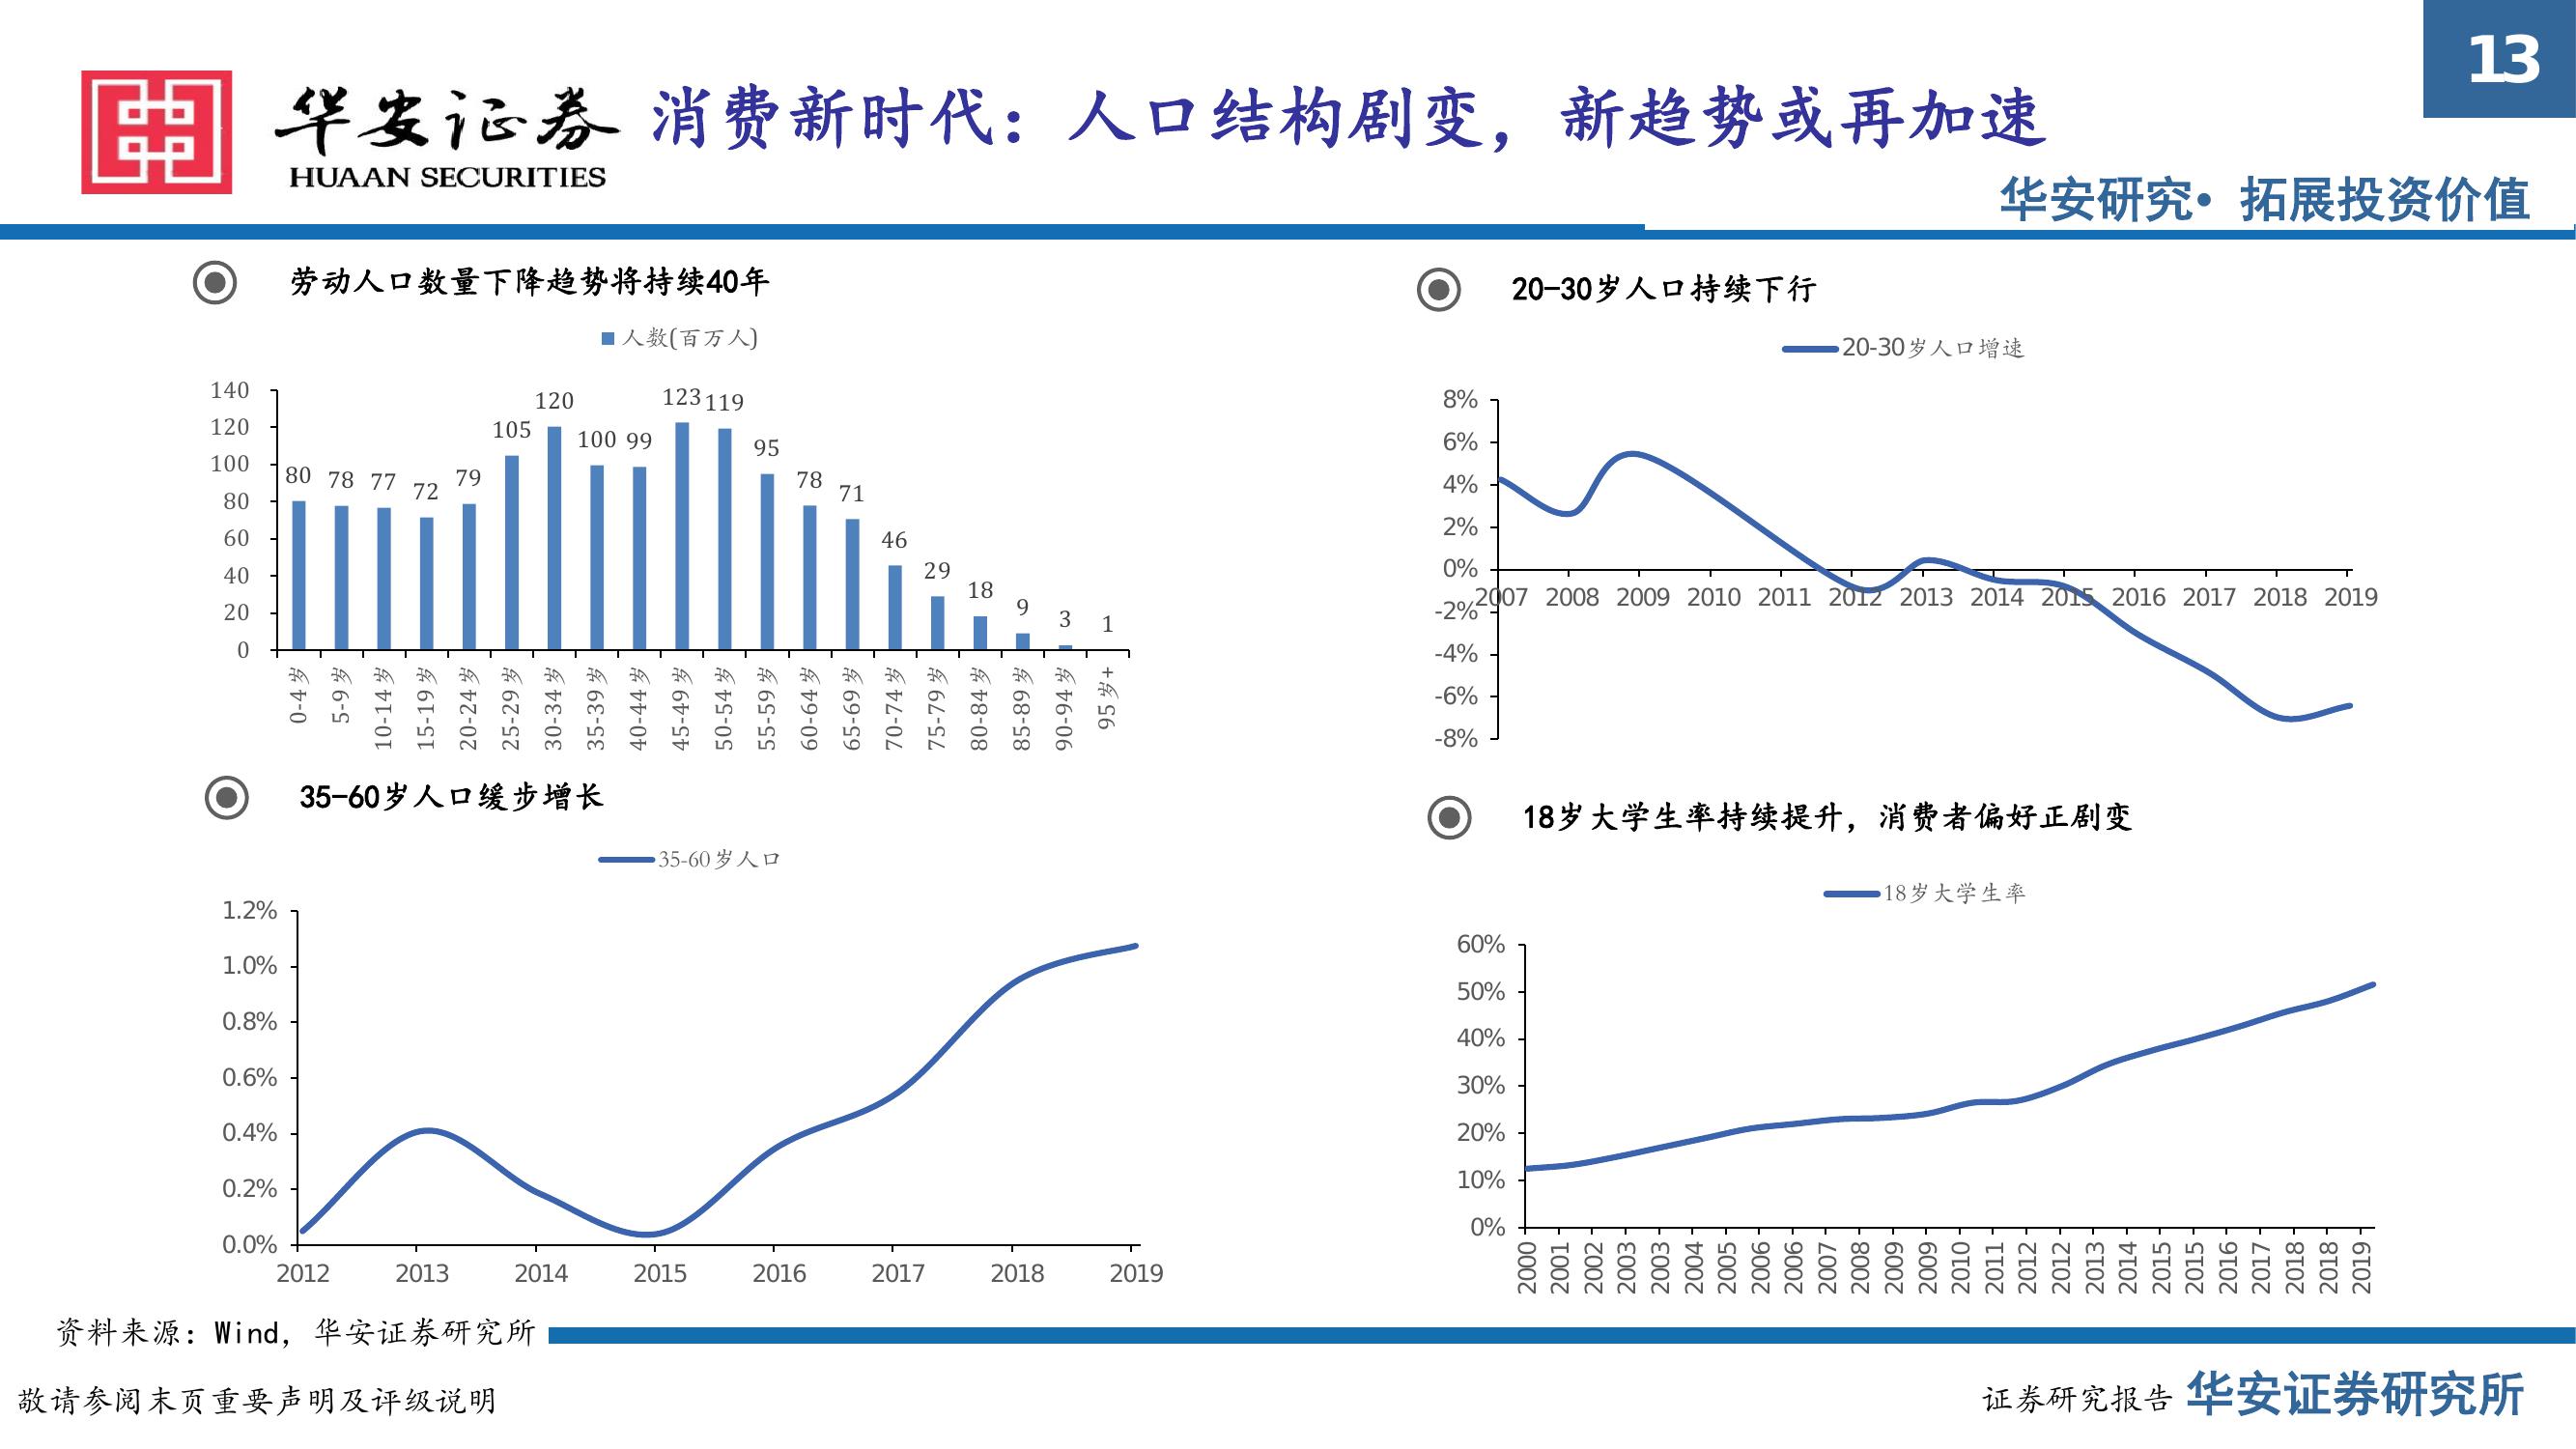 13
华安证券
HUAAN SECURITIES
消费新时代：人口结构剧变，新趋势或再加速
华安研究• 拓展投资价值
劳动人口数量下降趋势将持续40年
人数(百万人)
140
120
100
80
60
40
20
0
80 78 77 72 79 105 120 100 99 123 119 95 78 71 46 29 18 9 3 1
0-4岁 5-9岁 10-14岁 15-19岁 20-24岁 25-29岁 30-34岁 35-39岁 40-44岁 45-49岁 50-54岁 55-59岁 60-64岁 65-69岁 70-74岁 75-79岁 80-84岁 85-89岁 90-94岁 95岁+
20-30岁人口持续下行
20-30岁人口增速
8%
6%
4%
2%
0%
-2%
-4%
-6%
-8%
2007 2008 2009 2010 2011 2012 2013 2014 2015 2016 2017 2018 2019
35-60岁人口缓步增长
35-60岁人口
1.2%
1.0%
0.8%
0.6%
0.4%
0.2%
0.0%
2012 2013 2014 2015 2016 2017 2018 2019
18岁大学生率持续提升，消费者偏好正剧变
18岁大学生率
60%
50%
40%
30%
20%
10%
0%
2000 2001 2002 2003 2003 2004 2005 2006 2006 2007 2008 2009 2009 2010 2011 2012 2012 2013 2014 2015 2015 2016 2017 2018 2018 2019
资料来源：Wind，华安证券研究所
敬请参阅末页重要声明及评级说明
证券研究报告 华安证券研究所